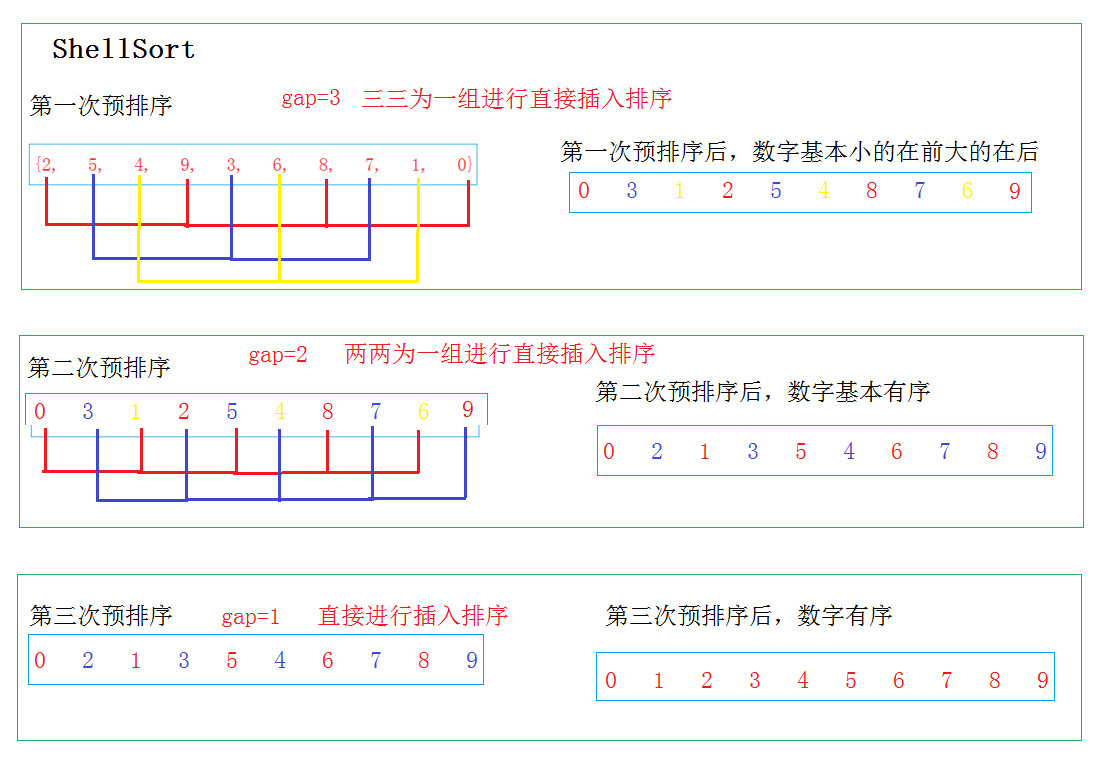 ShellSort
第一次预排序
gap=3 三三为一组进行直接插入排序
{2, 5, 4, 9, 3, 6, 8, 7, 1, 0}
第一次预排序后，数字基本小的在前大的在后
0 3 1 2 5 4 8 7 6 9
第二次预排序
gap=2 两两为一组进行直接插入排序
0 3 1 2 5 4 8 7 6 9
第二次预排序后，数字基本有序
0 2 1 3 5 4 6 7 8 9
第三次预排序
gap=1 直接进行插入排序
0 2 1 3 5 4 6 7 8 9
第三次预排序后，数字有序
0 1 2 3 4 5 6 7 8 9